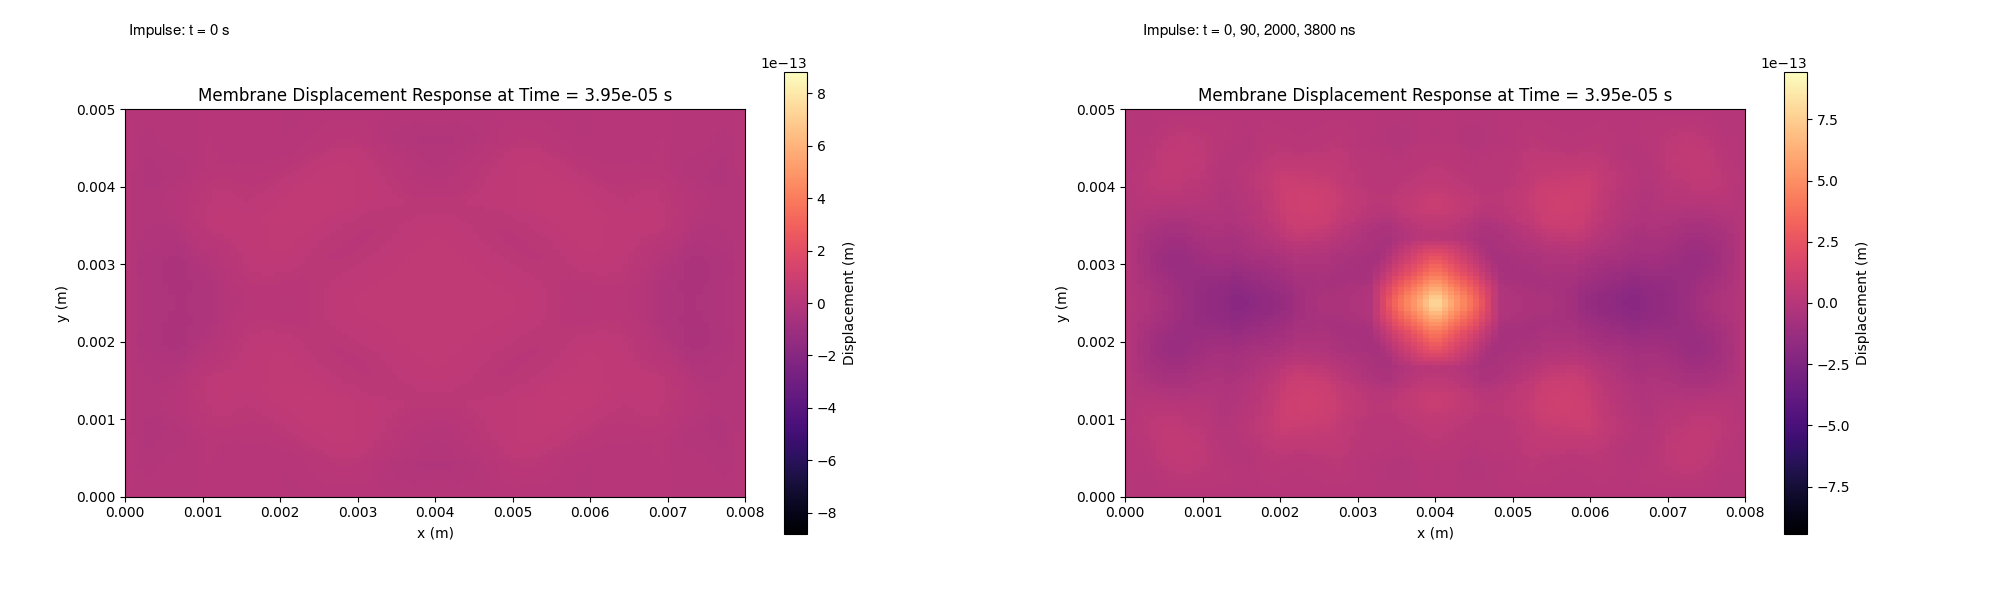 Impulse: t = 0 s
1e−13
Membrane Displacement Response at Time = 3.95e-05 s
0.005
0.004
0.003
0.002
0.001
0.000
y (m)
0.000 0.001 0.002 0.003 0.004 0.005 0.006 0.007 0.008
x (m)
8
6
4
2
0
−2
−4
−6
−8
Displacement (m)
Impulse: t = 0, 90, 2000, 3800 ns
1e−13
Membrane Displacement Response at Time = 3.95e-05 s
0.005
0.004
0.003
0.002
0.001
0.000
y (m)
0.000 0.001 0.002 0.003 0.004 0.005 0.006 0.007 0.008
x (m)
7.5
5.0
2.5
0.0
−2.5
−5.0
−7.5
Displacement (m)